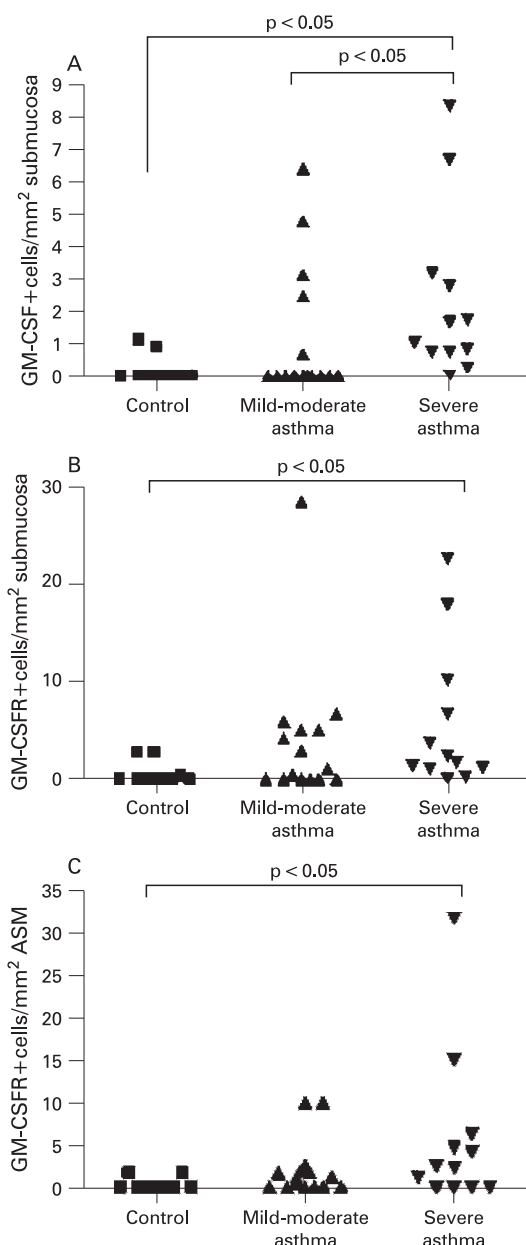 p < 0.05
A
p < 0.05
GM-CSF+cells/mm² submucosa
9
8
7
6
5
4
3
2
1
0
Control
Mild-moderate
asthma
Severe
asthma
B
p < 0.05
GM-CSFR+cells/mm² submucosa
30
20
10
0
Control
Mild-moderate
asthma
Severe
asthma
C
p < 0.05
GM-CSFR+cells/mm² ASM
35
30
25
20
15
10
5
0
Control
Mild-moderate
asthma
Severe
asthma